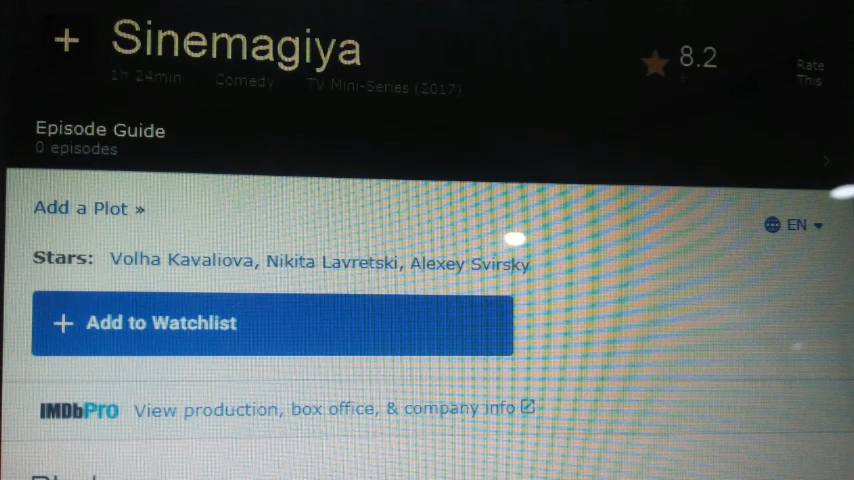 + Sinemagiya
8.2
Rate
This
1h 24min Comedy TV Mini-Series (2017)
Episode Guide
0 episodes
Add a Plot »
EN
Stars: Volha Kavaliova, Nikita Lavretski, Alexey Svirsky
+ Add to Watchlist
IMDbPro View production, box office, & company info